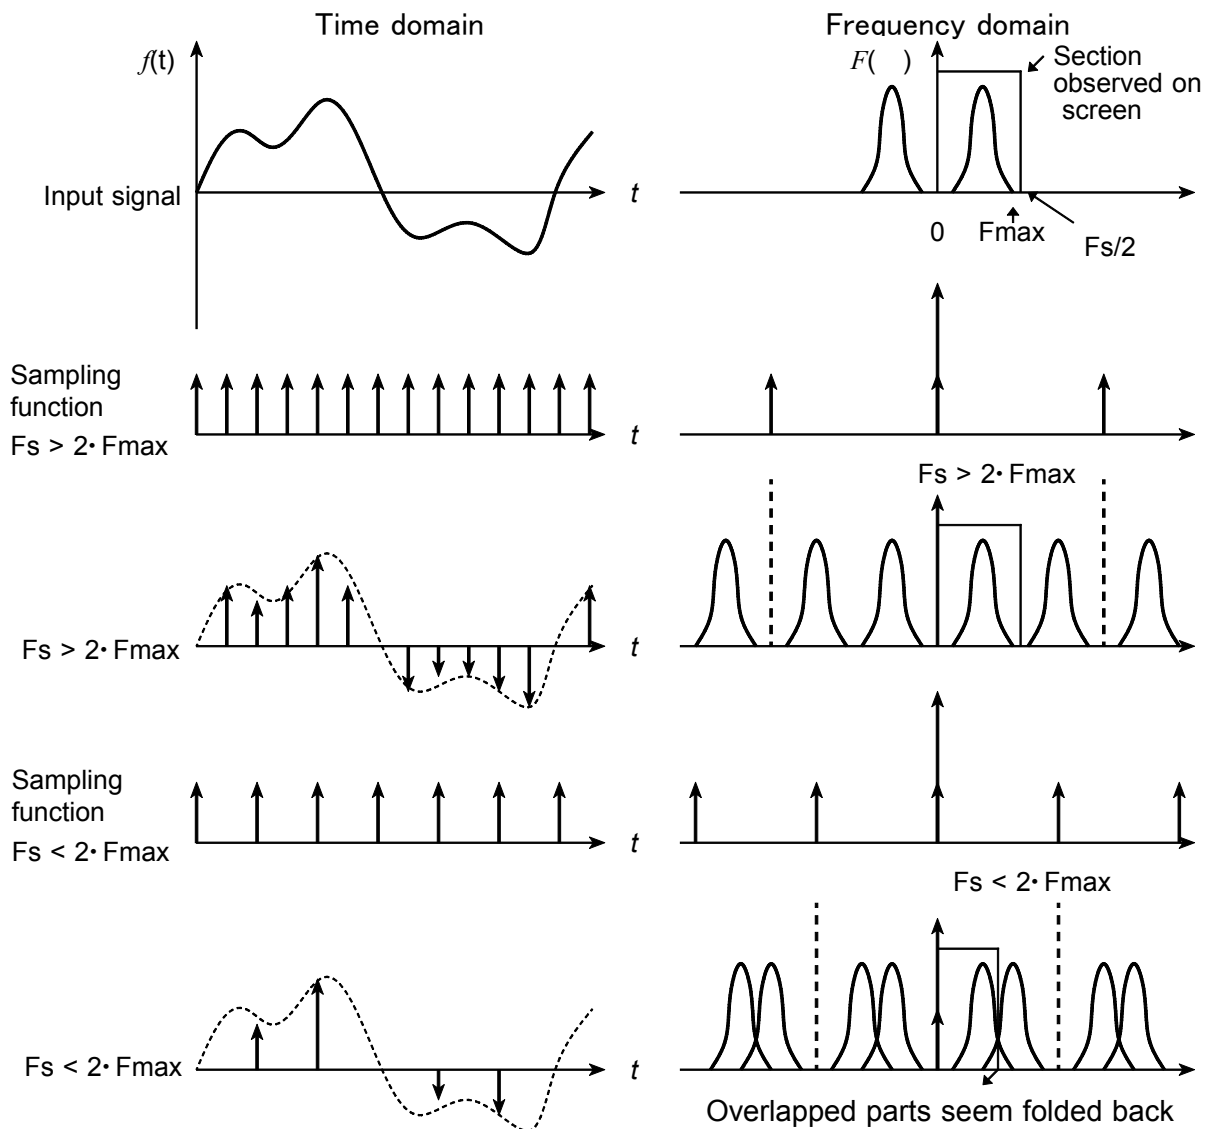 Time domain
Frequency domain
f(t)
F( )
Section
observed on
screen
Input signal
t
0
Fmax
Fs/2
Sampling
function
Fs > 2· Fmax
t
Fs > 2· Fmax
Fs > 2· Fmax
t
Sampling
function
Fs < 2· Fmax
t
Fs < 2· Fmax
Fs < 2· Fmax
t
Overlapped parts seem folded back